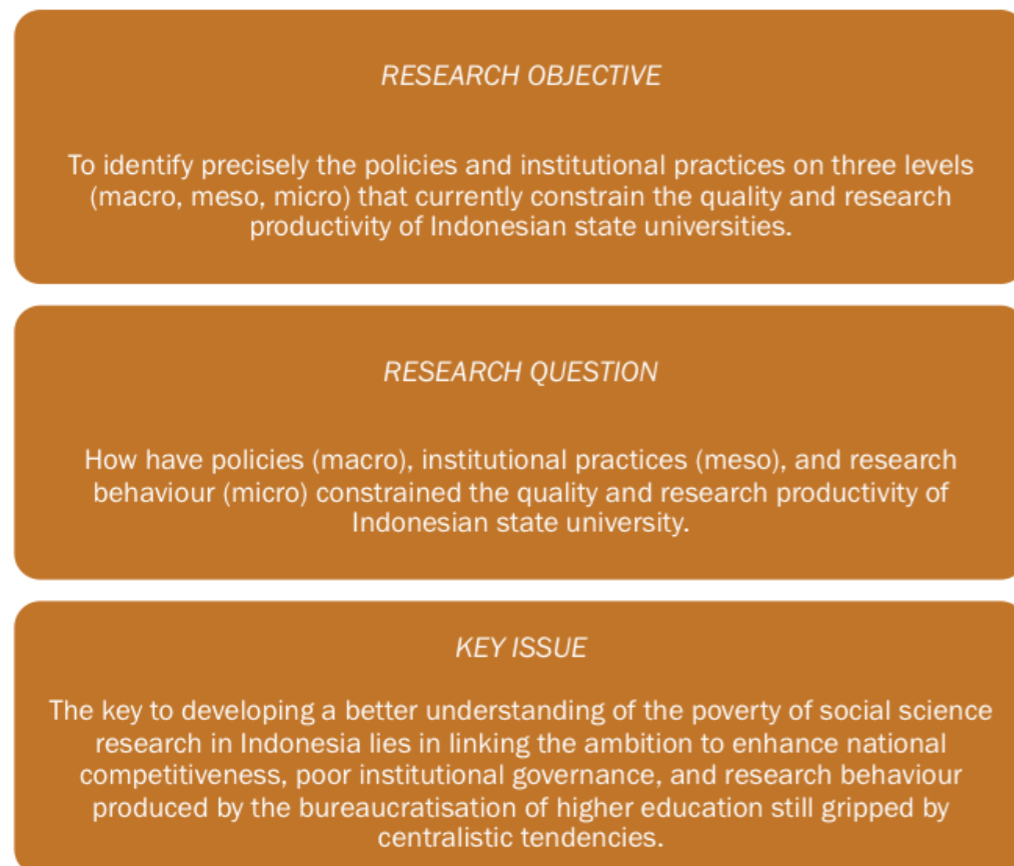 RESEARCH OBJECTIVE
To identify precisely the policies and institutional practices on three levels
(macro, meso, micro) that currently constrain the quality and research
productivity of Indonesian state universities.
RESEARCH QUESTION
How have policies (macro), institutional practices (meso), and research
behaviour (micro) constrained the quality and research productivity of
Indonesian state university.
KEY ISSUE
The key to developing a better understanding of the poverty of social science
research in Indonesia lies in linking the ambition to enhance national
competitiveness, poor institutional governance, and research behaviour
produced by the bureaucratisation of higher education still gripped by
centralistic tendencies.